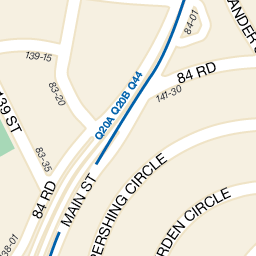 84-01
ANDER S
139-15
84 RD
83-20
Q20A Q20B Q44
141-30
139 ST
83-35
84 RD
MAIN ST
PERSHING CIRCLE
RDEN CIRCLE
38-01